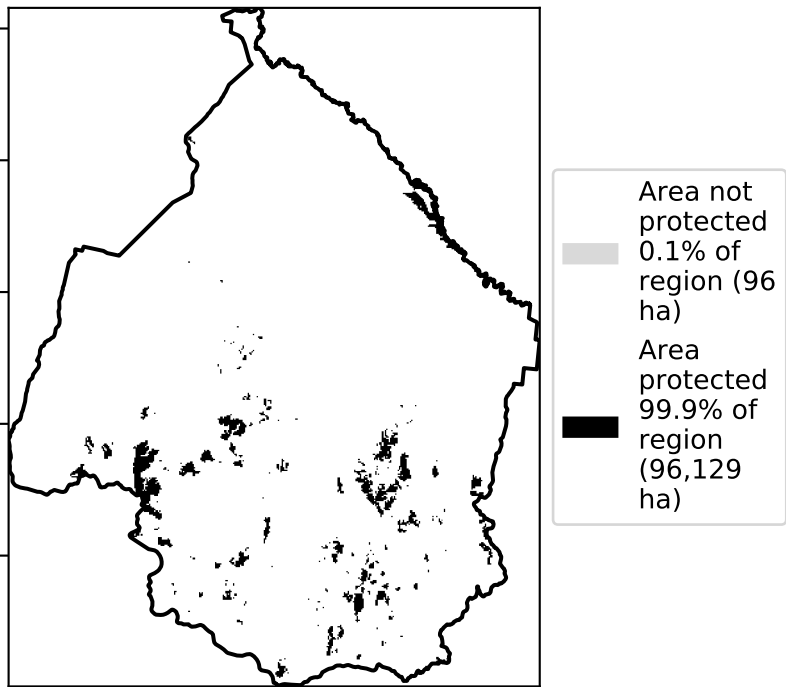 Area not
protected
0.1% of
region (96
ha)
Area
protected
99.9% of
region
(96,129
ha)